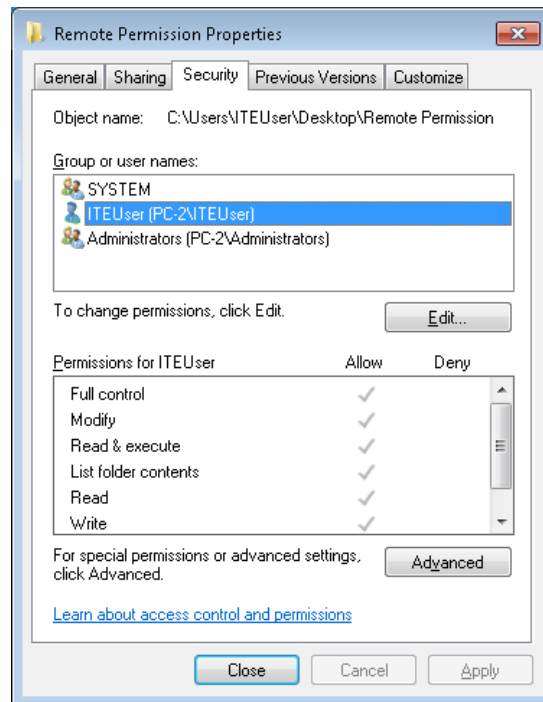 Remote Permission Properties
General Sharing Security Previous Versions Customize
Object name: C:\Users\ITEUser\Desktop\Remote Permission
Group or user names:
SYSTEM
ITEUser (PC-2\ITEUser)
Administrators (PC-2\Administrators)
To change permissions, click Edit.
Edit...
Permissions for ITEUser Allow Deny
Full control
Modify
Read & execute
List folder contents
Read
Write
For special permissions or advanced settings,
click Advanced.
Advanced
Learn about access control and permissions
Close Cancel Apply